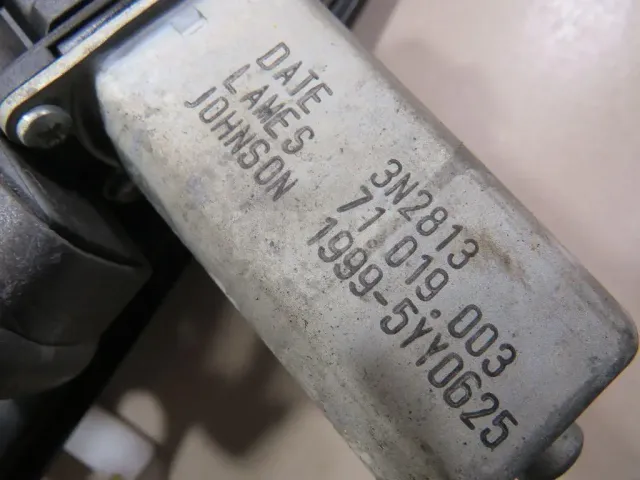 DATE 3N2813
LAMES 71.019.003
JOHNSON 1999-5YY0625